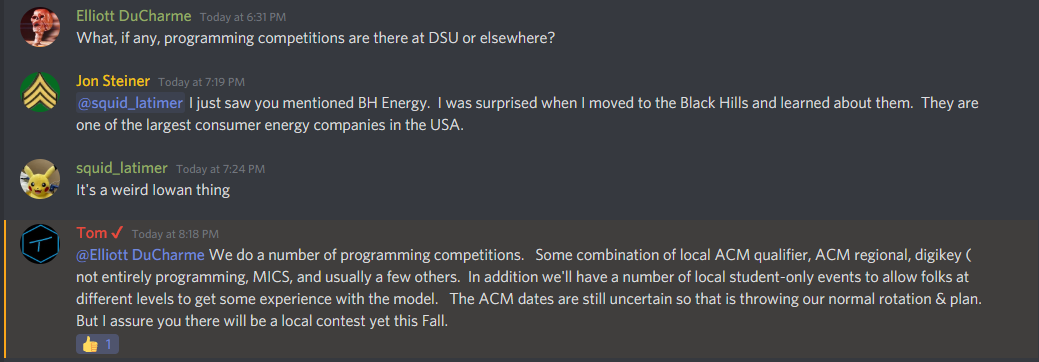 Elliott DuCharme Today at 6:31 PM
What, if any, programming competitions are there at DSU or elsewhere?
Jon Steiner Today at 7:19 PM
@squid_latimer I just saw you mentioned BH Energy.  I was surprised when I moved to the Black Hills and learned about them.  They are
one of the largest consumer energy companies in the USA.
squid_latimer Today at 7:24 PM
It's a weird Iowan thing
Tom ✓ Today at 8:18 PM
@Elliott DuCharme We do a number of programming competitions.   Some combination of local ACM qualifier, ACM regional, digikey (
not entirely programming, MICS, and usually a few others.  In addition we'll have a number of local student-only events to allow folks at
different levels to get some experience with the model.   The ACM dates are still uncertain so that is throwing our normal rotation & plan.
But I assure you there will be a local contest yet this Fall.
👍 1